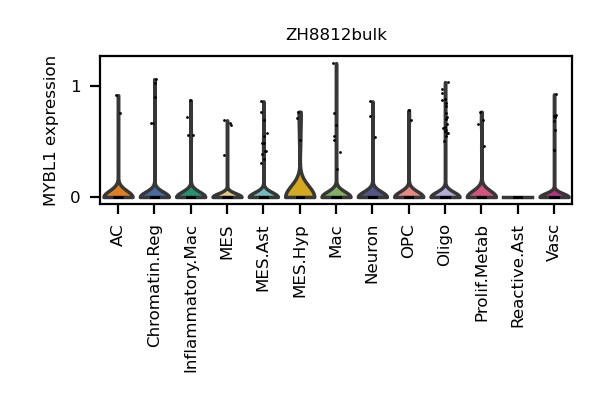 ZH8812bulk
MYBL1 expression
1
0
AC
Chromatin.Reg
Inflammatory.Mac
MES
MES.Ast
MES.Hyp
Mac
Neuron
OPC
Oligo
Prolif.Metab
Reactive.Ast
Vasc